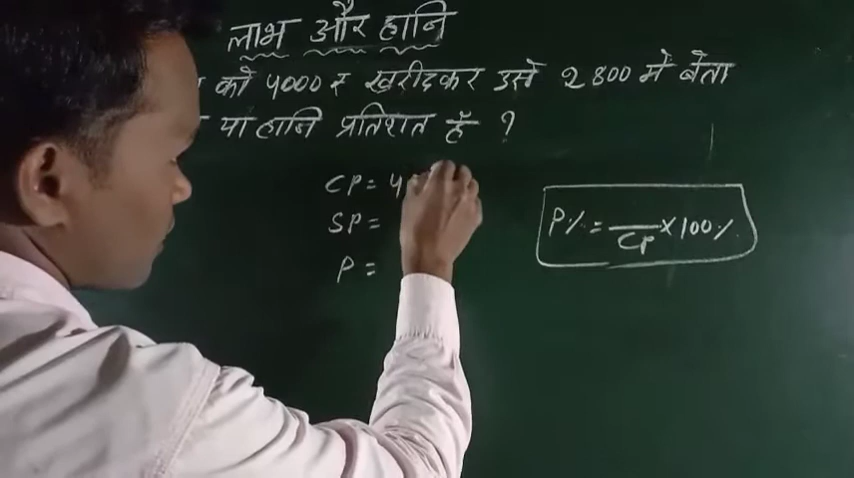 लाभ और हानि
को 4000 ₹ खरीदकर उसे 2800 में बेता
या हानि प्रतिशत है ?
CP = 4
SP =
P =
P% = /CP × 100%